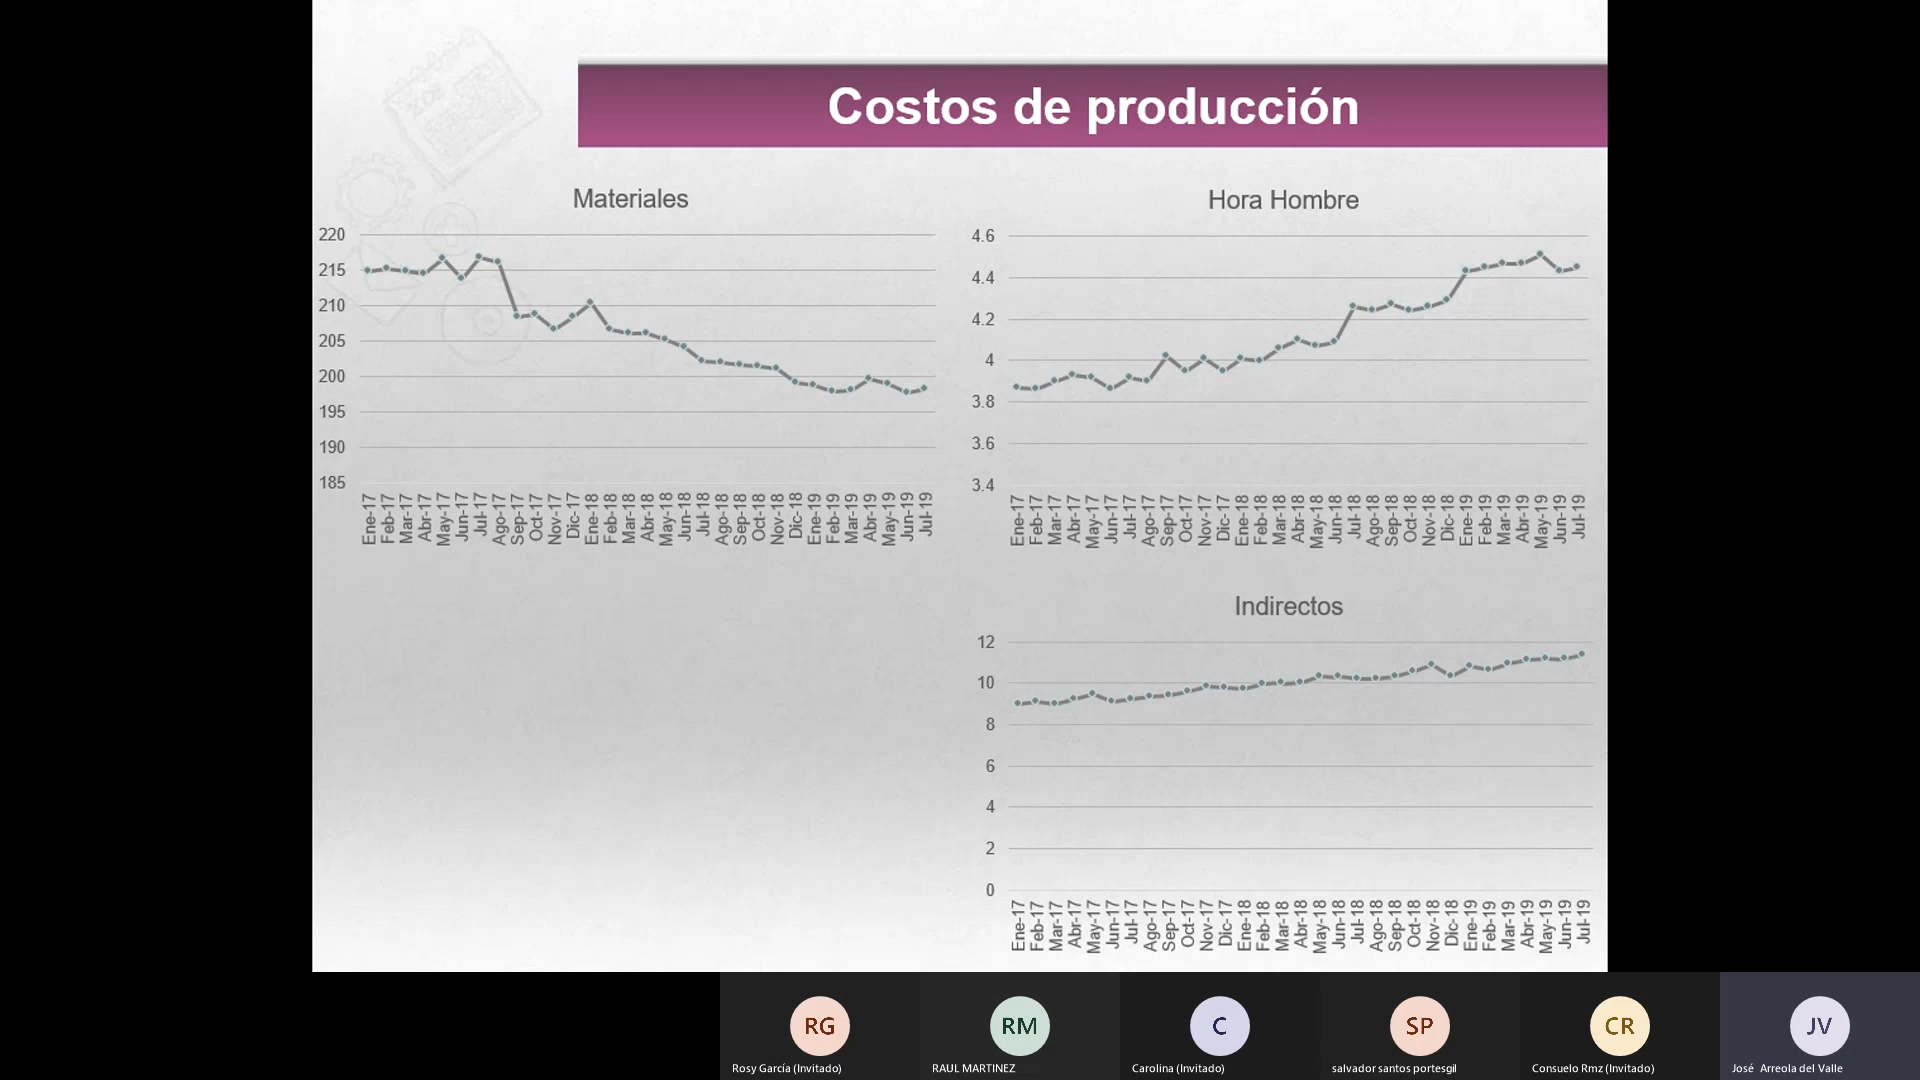 Costos de producción
Materiales
220
215
210
205
200
195
190
185
Ene-17
Feb-17
Mar-17
Abr-17
May-17
Jun-17
Jul-17
Ago-17
Sep-17
Oct-17
Nov-17
Dic-17
Ene-18
Feb-18
Mar-18
Abr-18
May-18
Jun-18
Jul-18
Ago-18
Sep-18
Oct-18
Nov-18
Dic-18
Ene-19
Feb-19
Mar-19
Abr-19
May-19
Jun-19
Jul-19
Hora Hombre
4.6
4.4
4.2
4
3.8
3.6
3.4
Ene-17
Feb-17
Mar-17
Abr-17
May-17
Jun-17
Jul-17
Ago-17
Sep-17
Oct-17
Nov-17
Dic-17
Ene-18
Feb-18
Mar-18
Abr-18
May-18
Jun-18
Jul-18
Ago-18
Sep-18
Oct-18
Nov-18
Dic-18
Ene-19
Feb-19
Mar-19
Abr-19
May-19
Jun-19
Jul-19
Indirectos
12
10
8
6
4
2
0
Ene-17
Feb-17
Mar-17
Abr-17
May-17
Jun-17
Jul-17
Ago-17
Sep-17
Oct-17
Nov-17
Dic-17
Ene-18
Feb-18
Mar-18
Abr-18
May-18
Jun-18
Jul-18
Ago-18
Sep-18
Oct-18
Nov-18
Dic-18
Ene-19
Feb-19
Mar-19
Abr-19
May-19
Jun-19
Jul-19
RG
RM
C
SP
CR
JV
Rosy García (Invitado)
RAUL MARTINEZ
Carolina (Invitado)
salvador santos portesgil
Consuelo Rmz (Invitado)
José Arreola del Valle